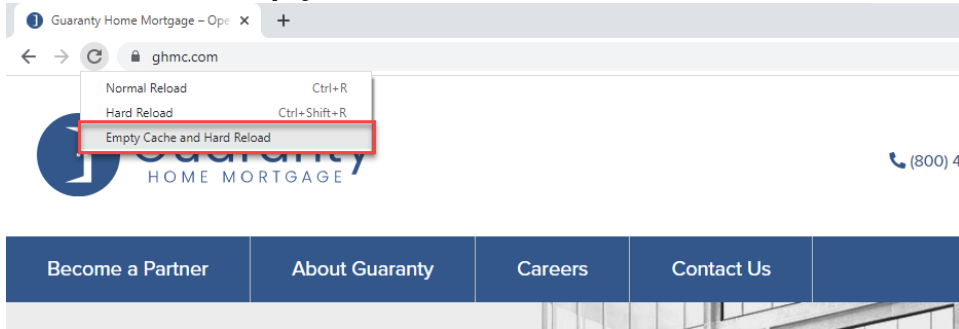 Guaranty Home Mortgage – Ope
ghmc.com
Normal Reload Ctrl+R
Hard Reload Ctrl+Shift+R
Empty Cache and Hard Reload
Guaranty
HOME MORTGAGE
(800) 4
Become a Partner About Guaranty Careers Contact Us